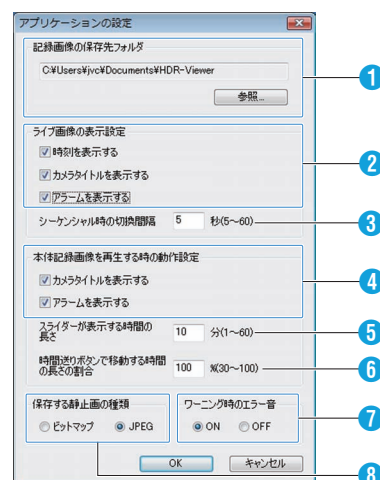 アプリケーションの設定
記録画像の保存先フォルダ
C:¥Users¥jvc¥Documents¥HDR-Viewer
参照...
1
ライブ画像の表示設定
時刻を表示する
カメラタイトルを表示する
アラームを表示する
2
シーケンシャル時の切換間隔 5 秒(5~60)
3
本体記録画像を再生する時の動作設定
カメラタイトルを表示する
アラームを表示する
4
スライダーが表示する時間の
長さ 10 分(1~60)
5
時間送りボタンで移動する時間
の長さの割合 100 %(30~100)
6
保存する静止画の種類
ビットマップ JPEG
ワーニング時のエラー音
ON OFF
7
OK キャンセル
8